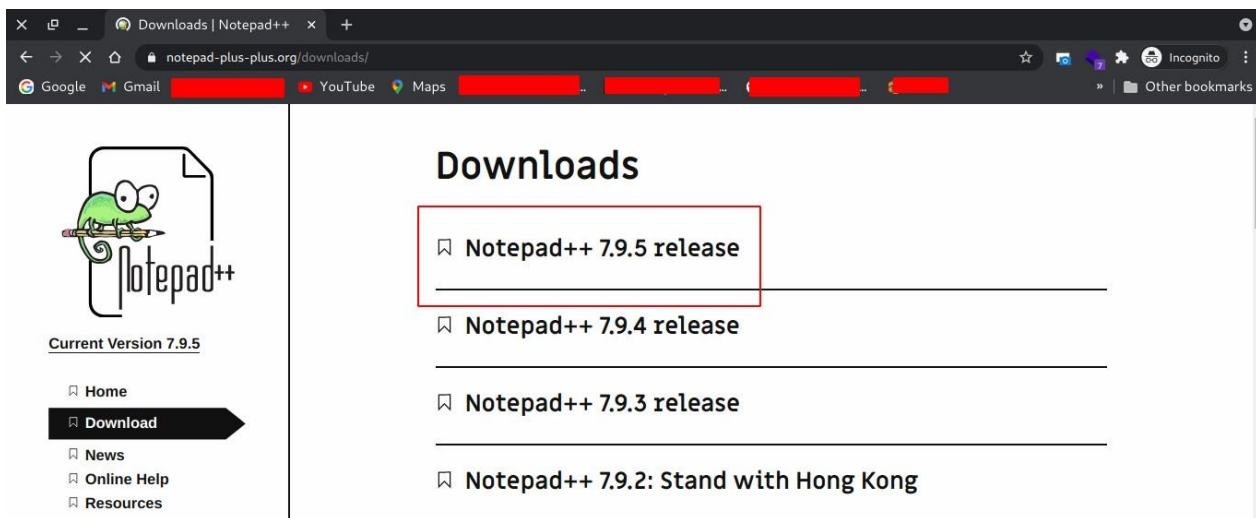 Downloads | Notepad++
notepad-plus-plus.org/downloads/
Incognito
7
Google Gmail YouTube Maps .. ... .. » Other bookmarks
Notepad++
Current Version 7.9.5
Home
Download
News
Online Help
Resources
Downloads
Notepad++ 7.9.5 release
Notepad++ 7.9.4 release
Notepad++ 7.9.3 release
Notepad++ 7.9.2: Stand with Hong Kong